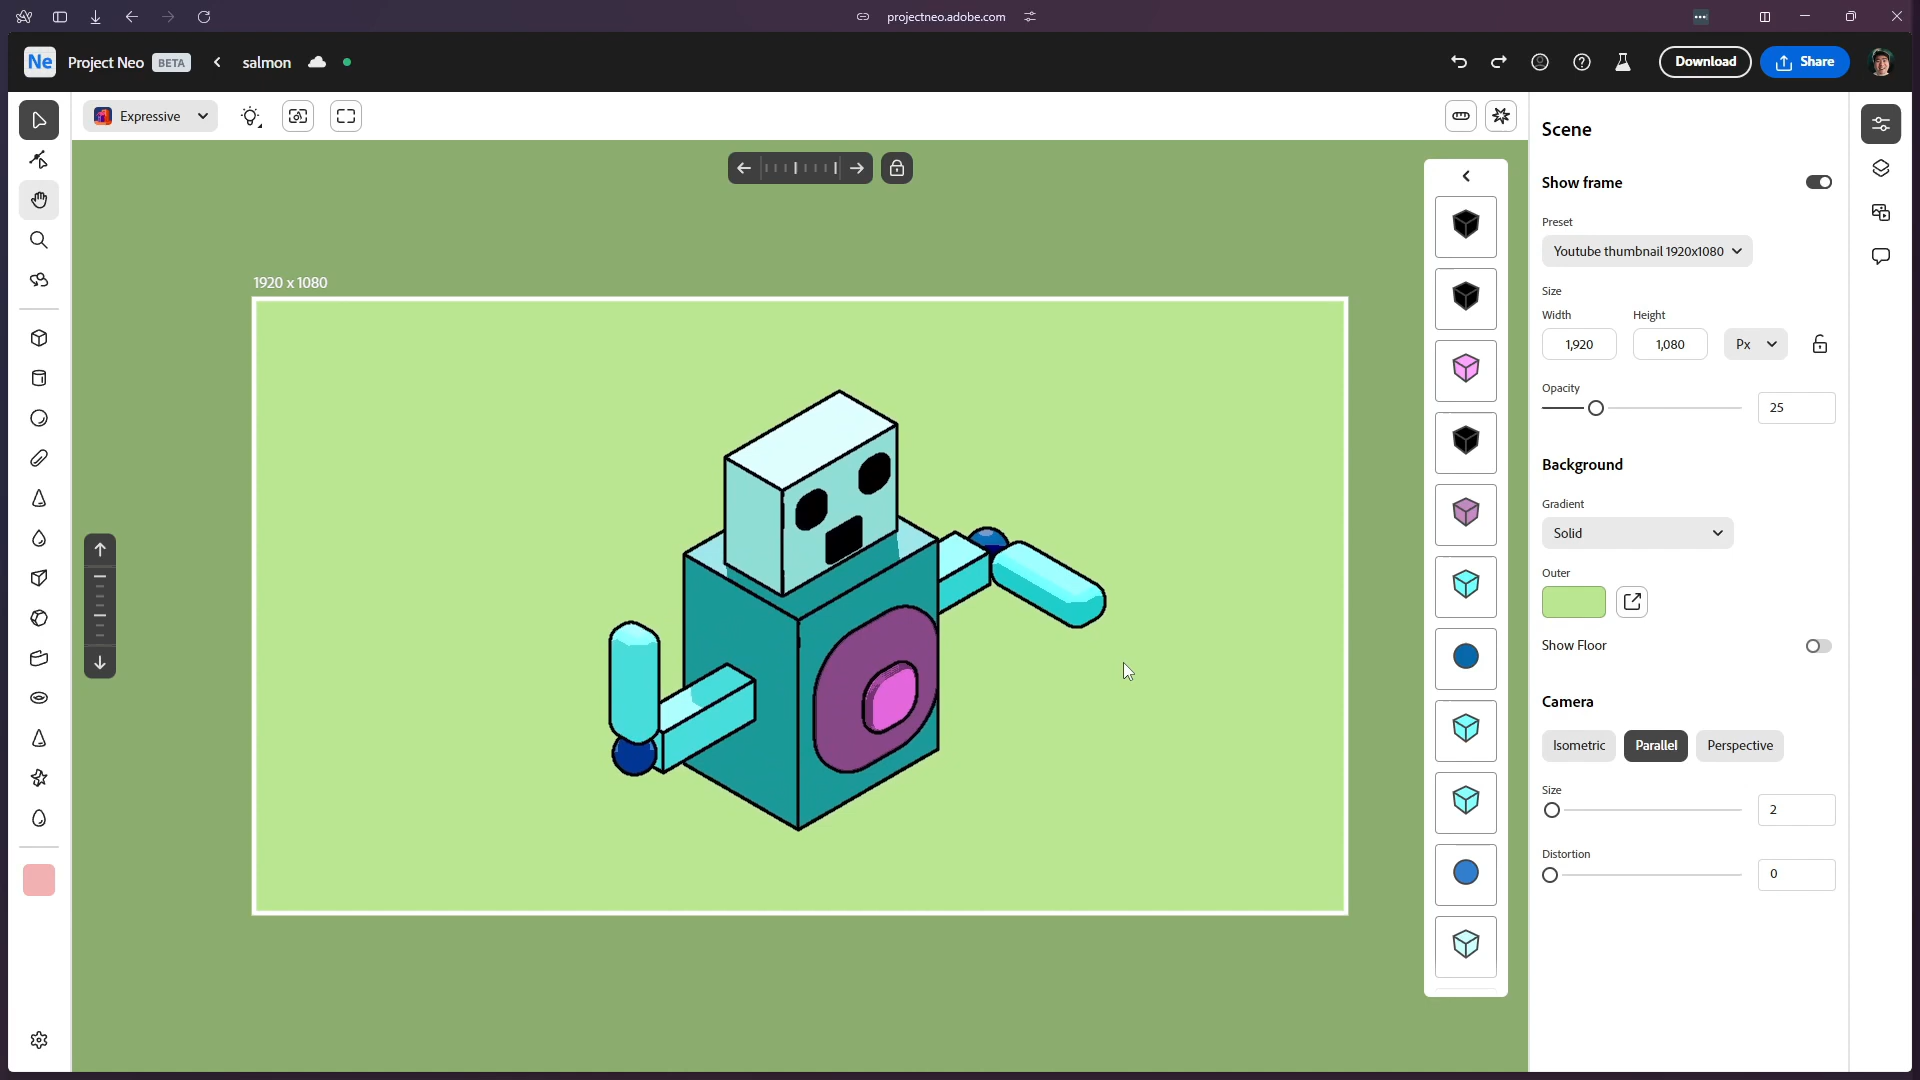 projectneo.adobe.com
Ne Project Neo BETA salmon
Download Share
Expressive
1920 x 1080
Scene
Show frame
Preset
Youtube thumbnail 1920x1080
Size
Width Height
1,920 1,080 Px
Opacity
25
Background
Gradient
Solid
Outer
Show Floor
Camera
Isometric Parallel Perspective
Size
2
Distortion
0